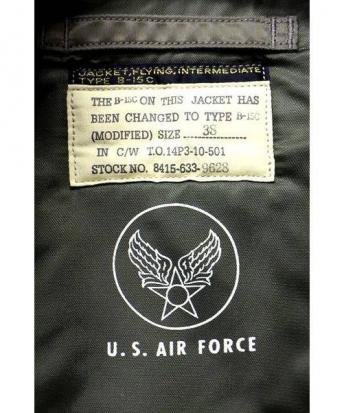 JACKET, FLYING, INTERMEDIATE
TYPE B-15C
THE B-15C ON THIS JACKET HAS
BEEN CHANGED TO TYPE B-15C
(MODIFIED) SIZE 38
IN C/W T.O.14P3-10-501
STOCK NO. 8415-633-9628
U.S. AIR FORCE